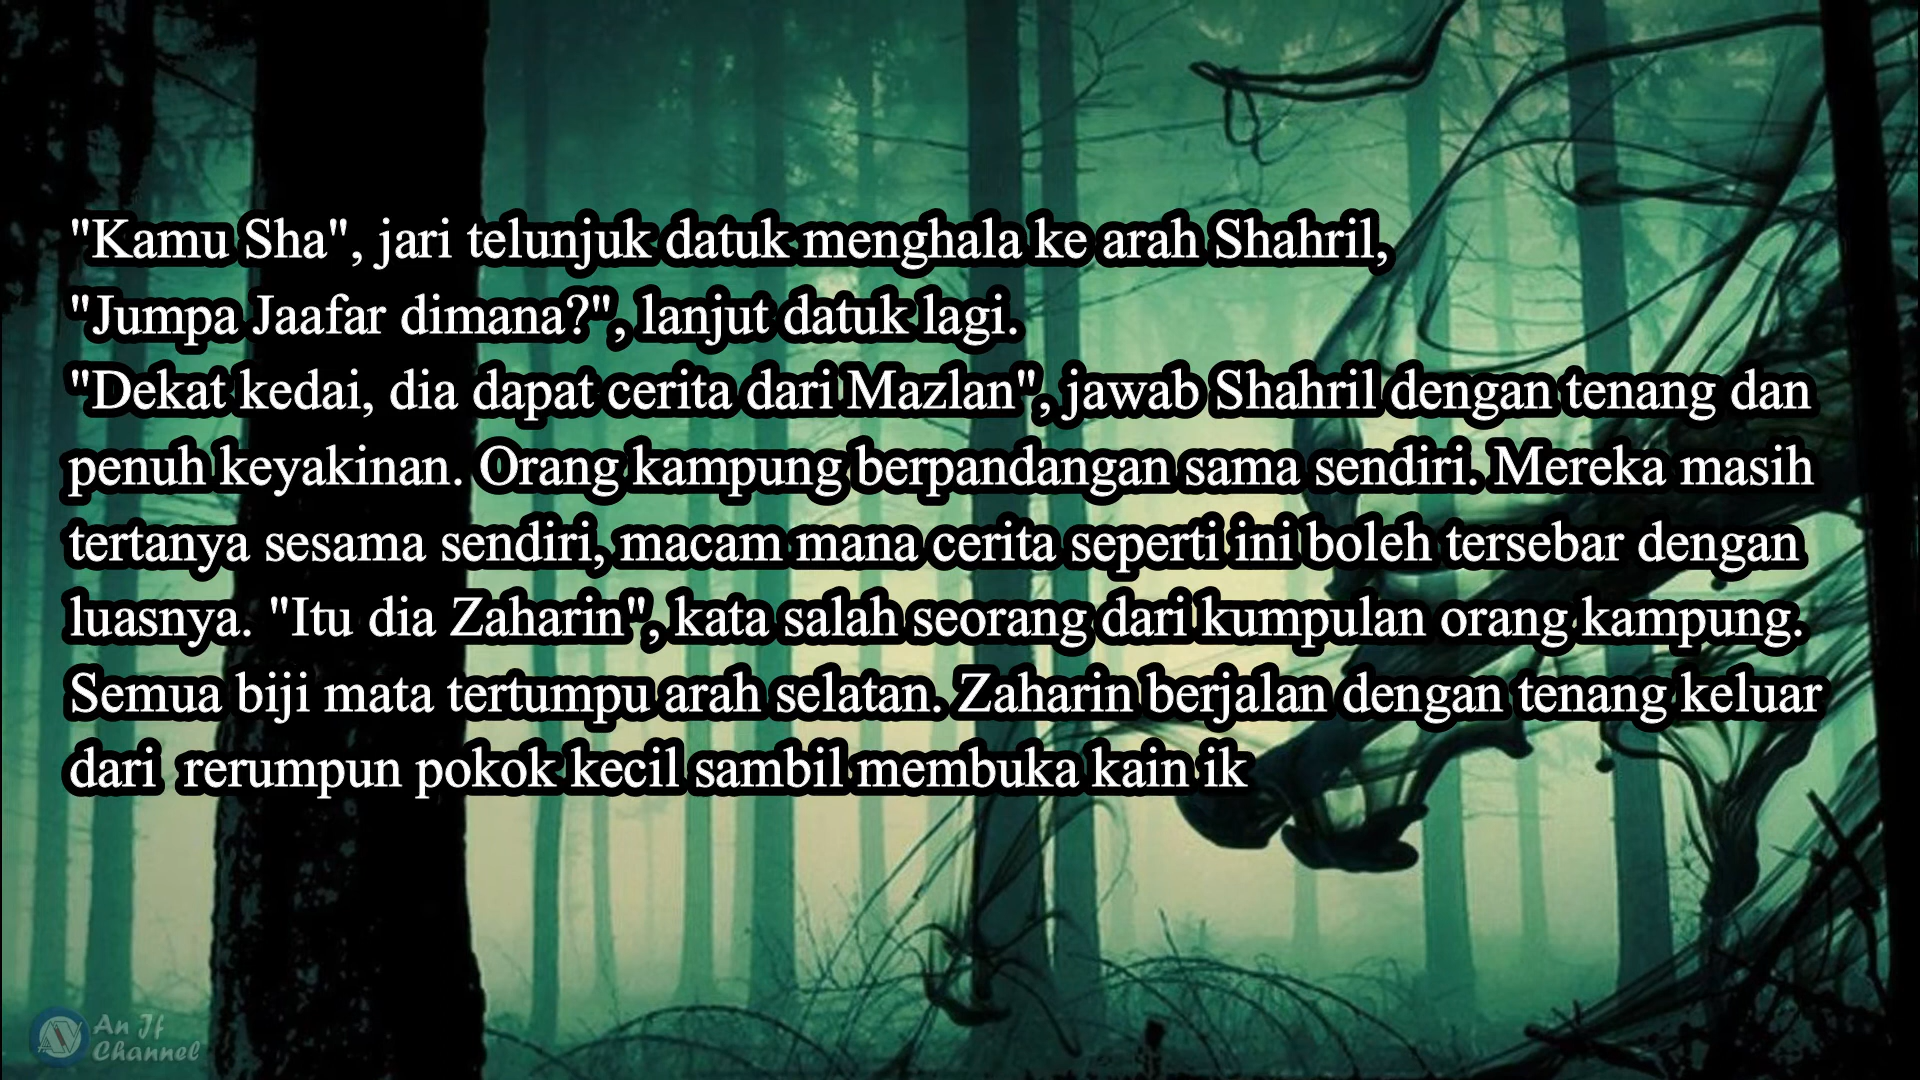 "Kamu Sha", jari telunjuk datuk menghala ke arah Shahril,
"Jumpa Jaafar dimana?", lanjut datuk lagi.
"Dekat kedai, dia dapat cerita dari Mazlan", jawab Shahril dengan tenang dan
penuh keyakinan. Orang kampung berpandangan sama sendiri. Mereka masih
tertanya sesama sendiri, macam mana cerita seperti ini boleh tersebar dengan
luasnya. "Itu dia Zaharin", kata salah seorang dari kumpulan orang kampung.
Semua biji mata tertumpu arah selatan. Zaharin berjalan dengan tenang keluar
dari  rerumpun pokok kecil sambil membuka kain ik
An If
Channel